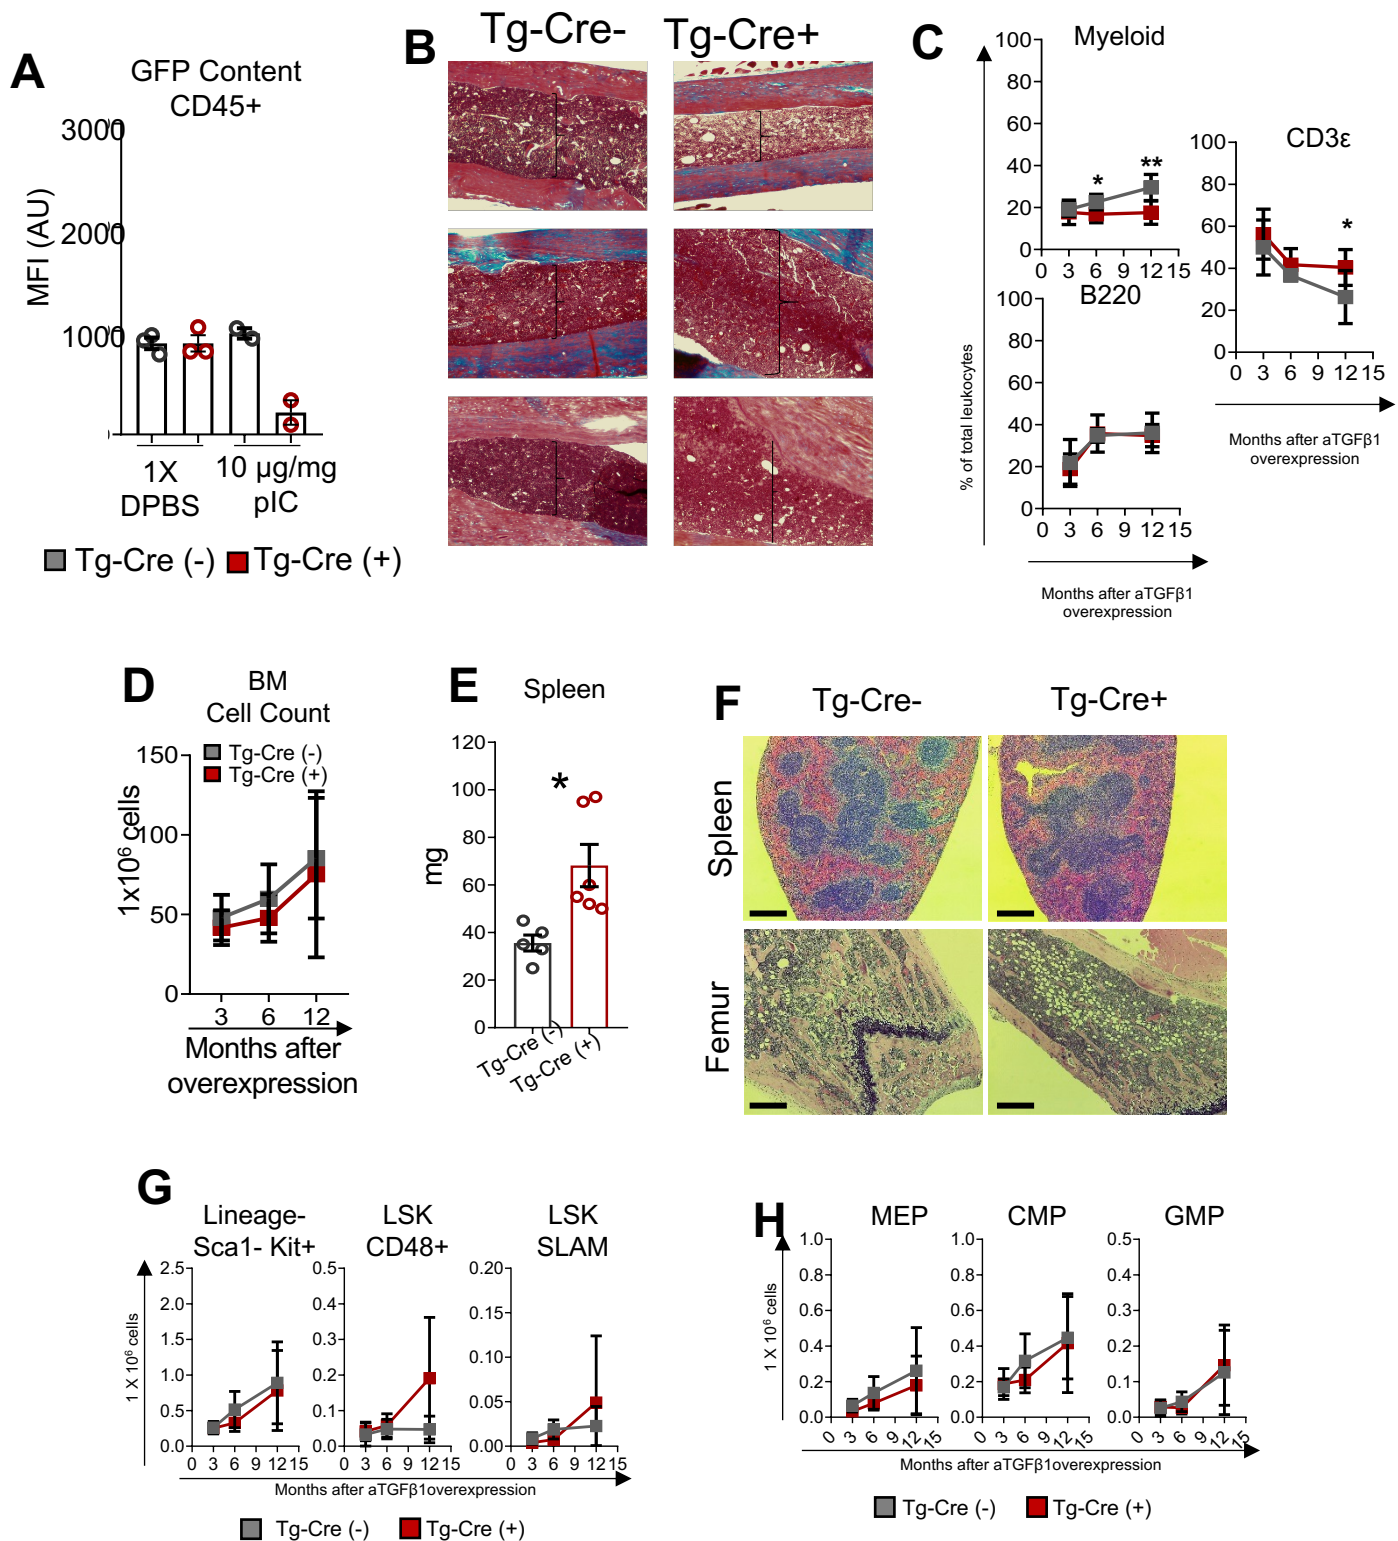 A
GFP Content
CD45+
3000
2000
1000
MFI (AU)
1X
DPBS
10 µg/mg
pIC
Tg-Cre (-)
Tg-Cre (+)
B
Tg-Cre-
Tg-Cre+
C
Myeloid
100
80
60
40
20
0
*
**
0 3 6 9 12 15
B220
100
80
60
40
20
0
0 3 6 9 12 15
% of total leukocytes
Months after aTGFβ1
overexpression
CD3ε
100
80
60
40
20
0
*
0 3 6 9 12 15
Months after aTGFβ1
overexpression
D
BM
Cell Count
150
100
50
0
Tg-Cre (-)
Tg-Cre (+)
1x10⁶ cells
3 6 12
Months after
overexpression
E
Spleen
120
100
80
60
40
20
0
*
mg
Tg-Cre (-)
Tg-Cre (+)
F
Tg-Cre-
Tg-Cre+
Spleen
Femur
G
Lineage-
Sca1- Kit+
2.5
2.0
1.5
1.0
0.5
0.0
0 3 6 9 12 15
LSK
CD48+
0.5
0.4
0.3
0.2
0.1
0.0
0 3 6 9 12 15
LSK
SLAM
0.20
0.15
0.10
0.05
0.00
0 3 6 9 12 15
1 X 10⁶ cells
Months after aTGFβ1overexpression
Tg-Cre (-)
Tg-Cre (+)
H
MEP
1.0
0.8
0.6
0.4
0.2
0.0
0 3 6 9 12 15
CMP
1.0
0.8
0.6
0.4
0.2
0.0
0 3 6 9 12 15
GMP
0.5
0.4
0.3
0.2
0.1
0.0
0 3 6 9 12 15
1 X 10⁶ cells
Months after aTGFβ1overexpression
Tg-Cre (-)
Tg-Cre (+)